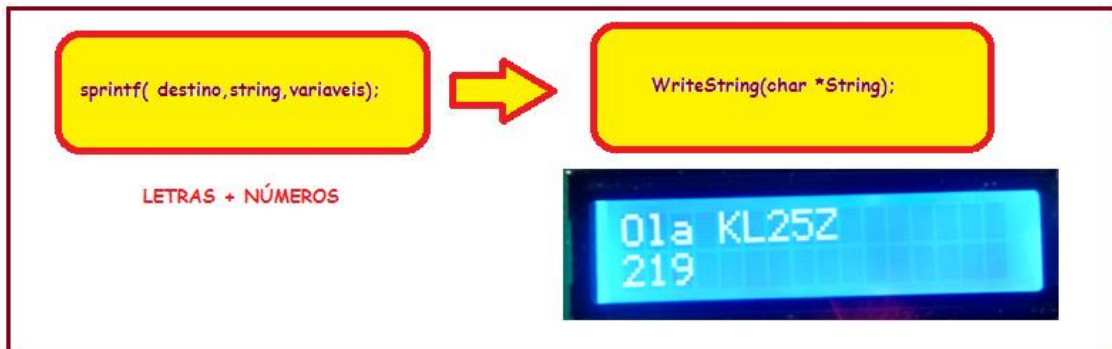 sprintf( destino,string,variaveis);
WriteString(char *String);
LETRAS + NÚMEROS
Ola KL25Z
219